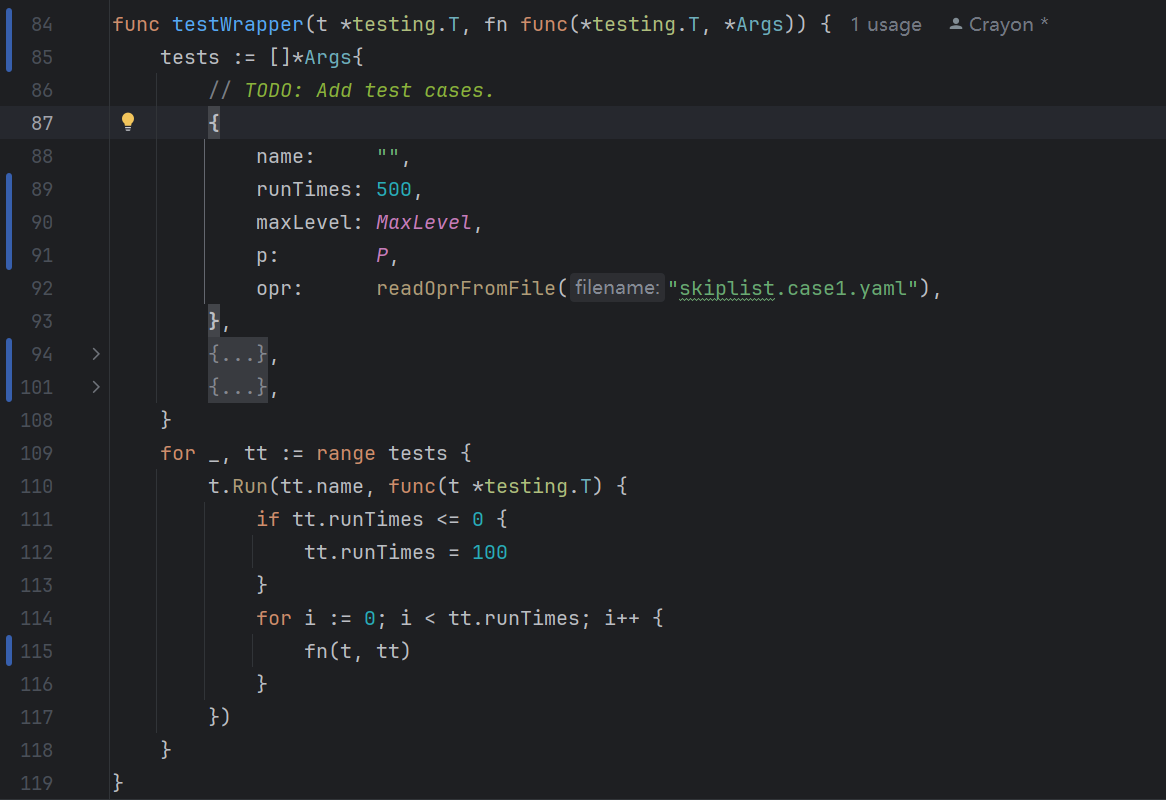 84 func testWrapper(t *testing.T, fn func(*testing.T, *Args)) { 1 usage Crayon *
85 tests := []*Args{
86 // TODO: Add test cases.
87 {
88 name: "",
89 runTimes: 500,
90 maxLevel: MaxLevel,
91 p: P,
92 opr: readOprFromFile( filename: "skiplist.case1.yaml"),
93 },
94 {...},
101 {...},
108 }
109 for _, tt := range tests {
110 t.Run(tt.name, func(t *testing.T) {
111 if tt.runTimes <= 0 {
112 tt.runTimes = 100
113 }
114 for i := 0; i < tt.runTimes; i++ {
115 fn(t, tt)
116 }
117 })
118 }
119 }